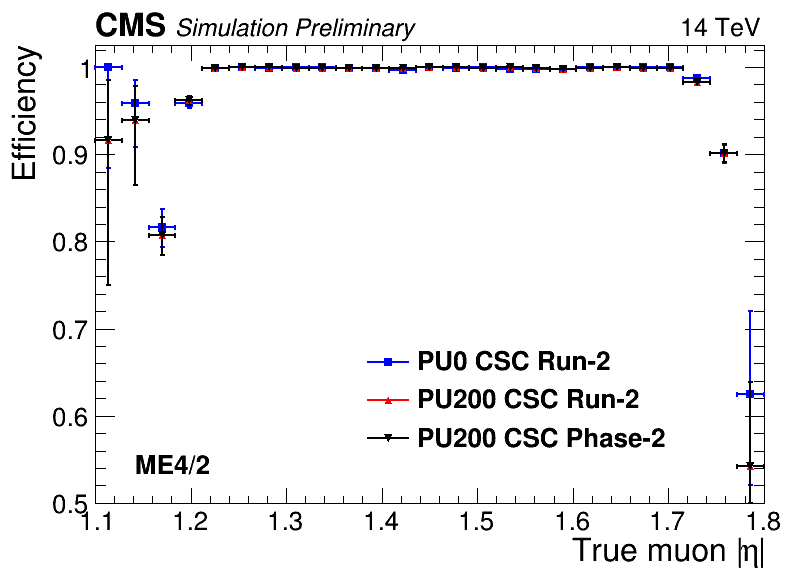 CMS Simulation Preliminary 14 TeV
Efficiency
1
0.9
0.8
0.7
0.6
0.5
PU0 CSC Run-2
PU200 CSC Run-2
PU200 CSC Phase-2
ME4/2
1.1 1.2 1.3 1.4 1.5 1.6 1.7 1.8
True muon |η|